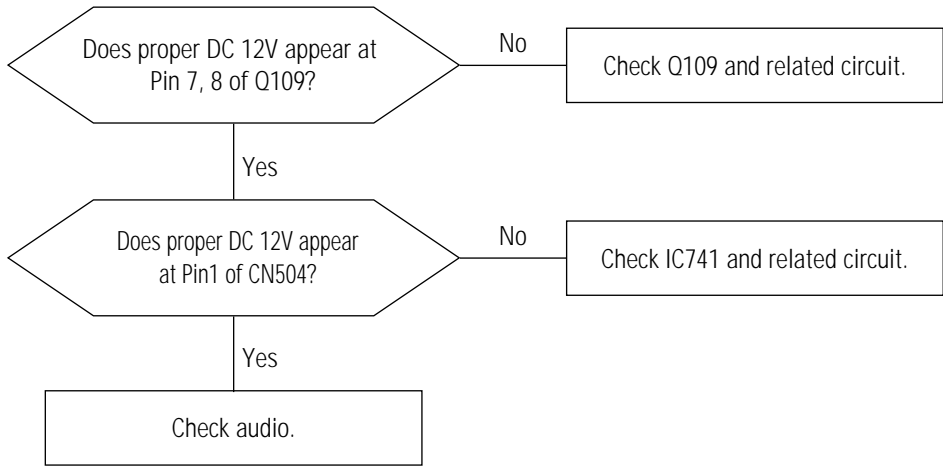 Does proper DC 12V appear at
Pin 7, 8 of Q109?
No
Check Q109 and related circuit.
Yes
Does proper DC 12V appear
at Pin1 of CN504?
No
Check IC741 and related circuit.
Yes
Check audio.